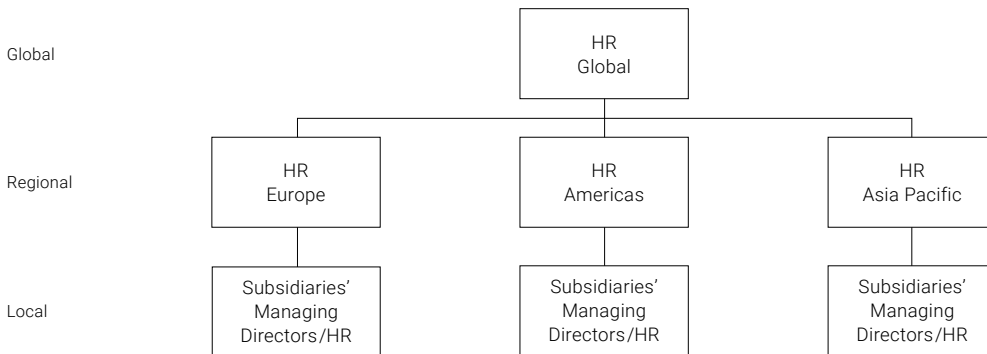 Global
HR
Global
Regional
HR
Europe
HR
Americas
HR
Asia Pacific
Local
Subsidiaries’
Managing
Directors/HR
Subsidiaries’
Managing
Directors/HR
Subsidiaries’
Managing
Directors/HR